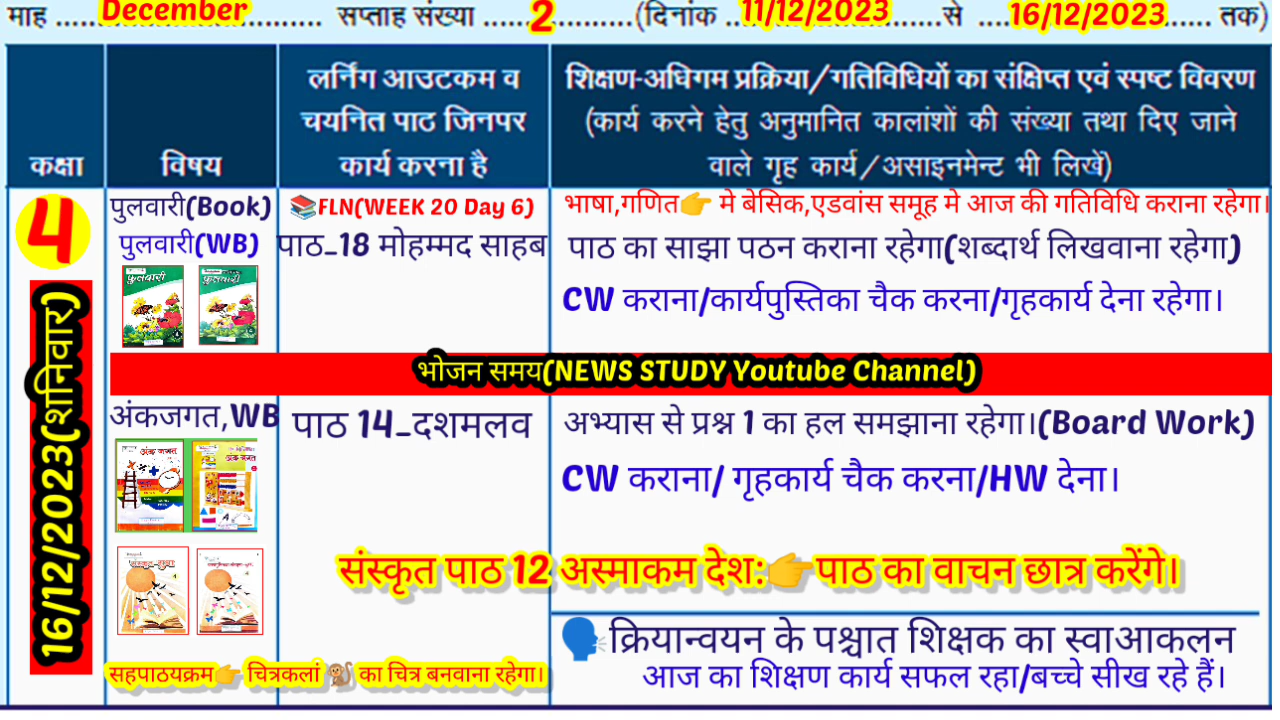 माह ..... December ..... सप्ताह संख्या ..... 2 .....(दिनांक ..11/12/2023.....से ....16/12/2023...... तक)
कक्षा
विषय
लर्निंग आउटकम व
चयनित पाठ जिनपर
कार्य करना है
शिक्षण-अधिगम प्रक्रिया/गतिविधियों का संक्षिप्त एवं स्पष्ट विवरण
(कार्य करने हेतु अनुमानित कालांशों की संख्या तथा दिए जाने
वाले गृह कार्य/असाइनमेन्ट भी लिखें)
4
16/12/2023(शनिवार)
पुलवारी(Book)
पुलवारी(WB)
फुलवारी
फुलवारी
📚FLN(WEEK 20 Day 6)
पाठ-18 मोहम्मद साहब
भाषा,गणित👉 मे बेसिक,एडवांस समूह मे आज की गतिविधि कराना रहेगा।
पाठ का साझा पठन कराना रहेगा(शब्दार्थ लिखवाना रहेगा)
CW कराना/कार्यपुस्तिका चैक करना/गृहकार्य देना रहेगा।
भोजन समय(NEWS STUDY Youtube Channel)
अंकजगत,WB
अंक जगत
अंक जगत
पाठ 14-दशमलव
अभ्यास से प्रश्न 1 का हल समझाना रहेगा।(Board Work)
CW कराना/ गृहकार्य चैक करना/HW देना।
संस्कृत पाठ 12 अस्माकम देश:👉पाठ का वाचन छात्र करेंगे।
🗣क्रियान्वयन के पश्चात शिक्षक का स्वाआकलन
आज का शिक्षण कार्य सफल रहा/बच्चे सीख रहे हैं।
सहपाठयक्रम👉 चित्रकलां 🐒 का चित्र बनवाना रहेगा।